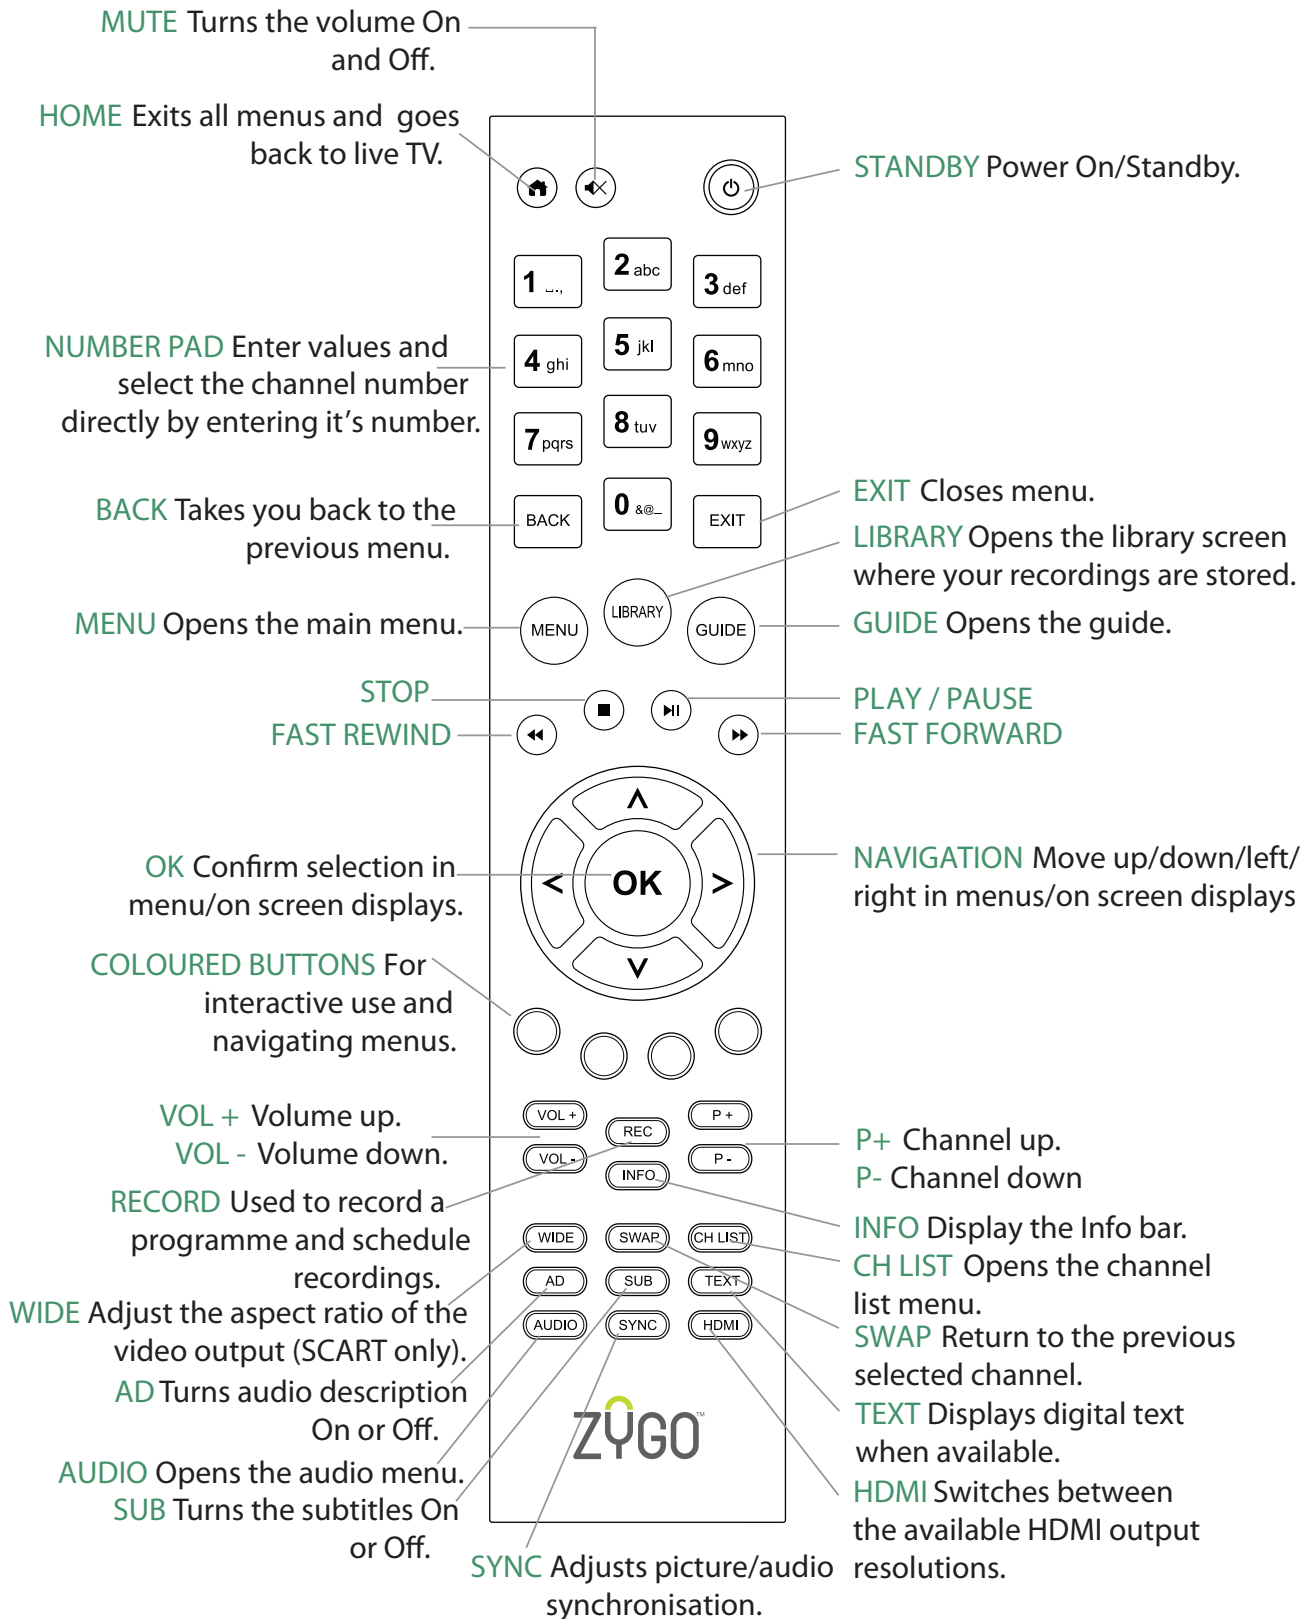 MUTE Turns the volume On
and Off.
HOME Exits all menus and goes
back to live TV.
STANDBY Power On/Standby.
1 ⎵.,
2 abc
3 def
NUMBER PAD Enter values and
select the channel number
directly by entering it's number.
4 ghi
5 jkl
6 mno
7 pqrs
8 tuv
9 wxyz
BACK Takes you back to the
previous menu.
BACK
0 &@_
EXIT
EXIT Closes menu.
LIBRARY Opens the library screen
where your recordings are stored.
MENU Opens the main menu.
MENU
LIBRARY
GUIDE
GUIDE Opens the guide.
STOP
FAST REWIND
PLAY / PAUSE
FAST FORWARD
OK Confirm selection in
menu/on screen displays.
OK
NAVIGATION Move up/down/left/
right in menus/on screen displays
COLOURED BUTTONS For
interactive use and
navigating menus.
VOL + Volume up.
VOL - Volume down.
VOL +
VOL -
REC
INFO
P +
P -
P+ Channel up.
P- Channel down
RECORD Used to record a
programme and schedule
recordings.
WIDE Adjust the aspect ratio of the
video output (SCART only).
AD Turns audio description
On or Off.
AUDIO Opens the audio menu.
SUB Turns the subtitles On
or Off.
WIDE
SWAP
CH LIST
AD
SUB
TEXT
AUDIO
SYNC
HDMI
ZYGO™
INFO Display the Info bar.
CH LIST Opens the channel
list menu.
SWAP Return to the previous
selected channel.
TEXT Displays digital text
when available.
HDMI Switches between
the available HDMI output
resolutions.
SYNC Adjusts picture/audio
synchronisation.